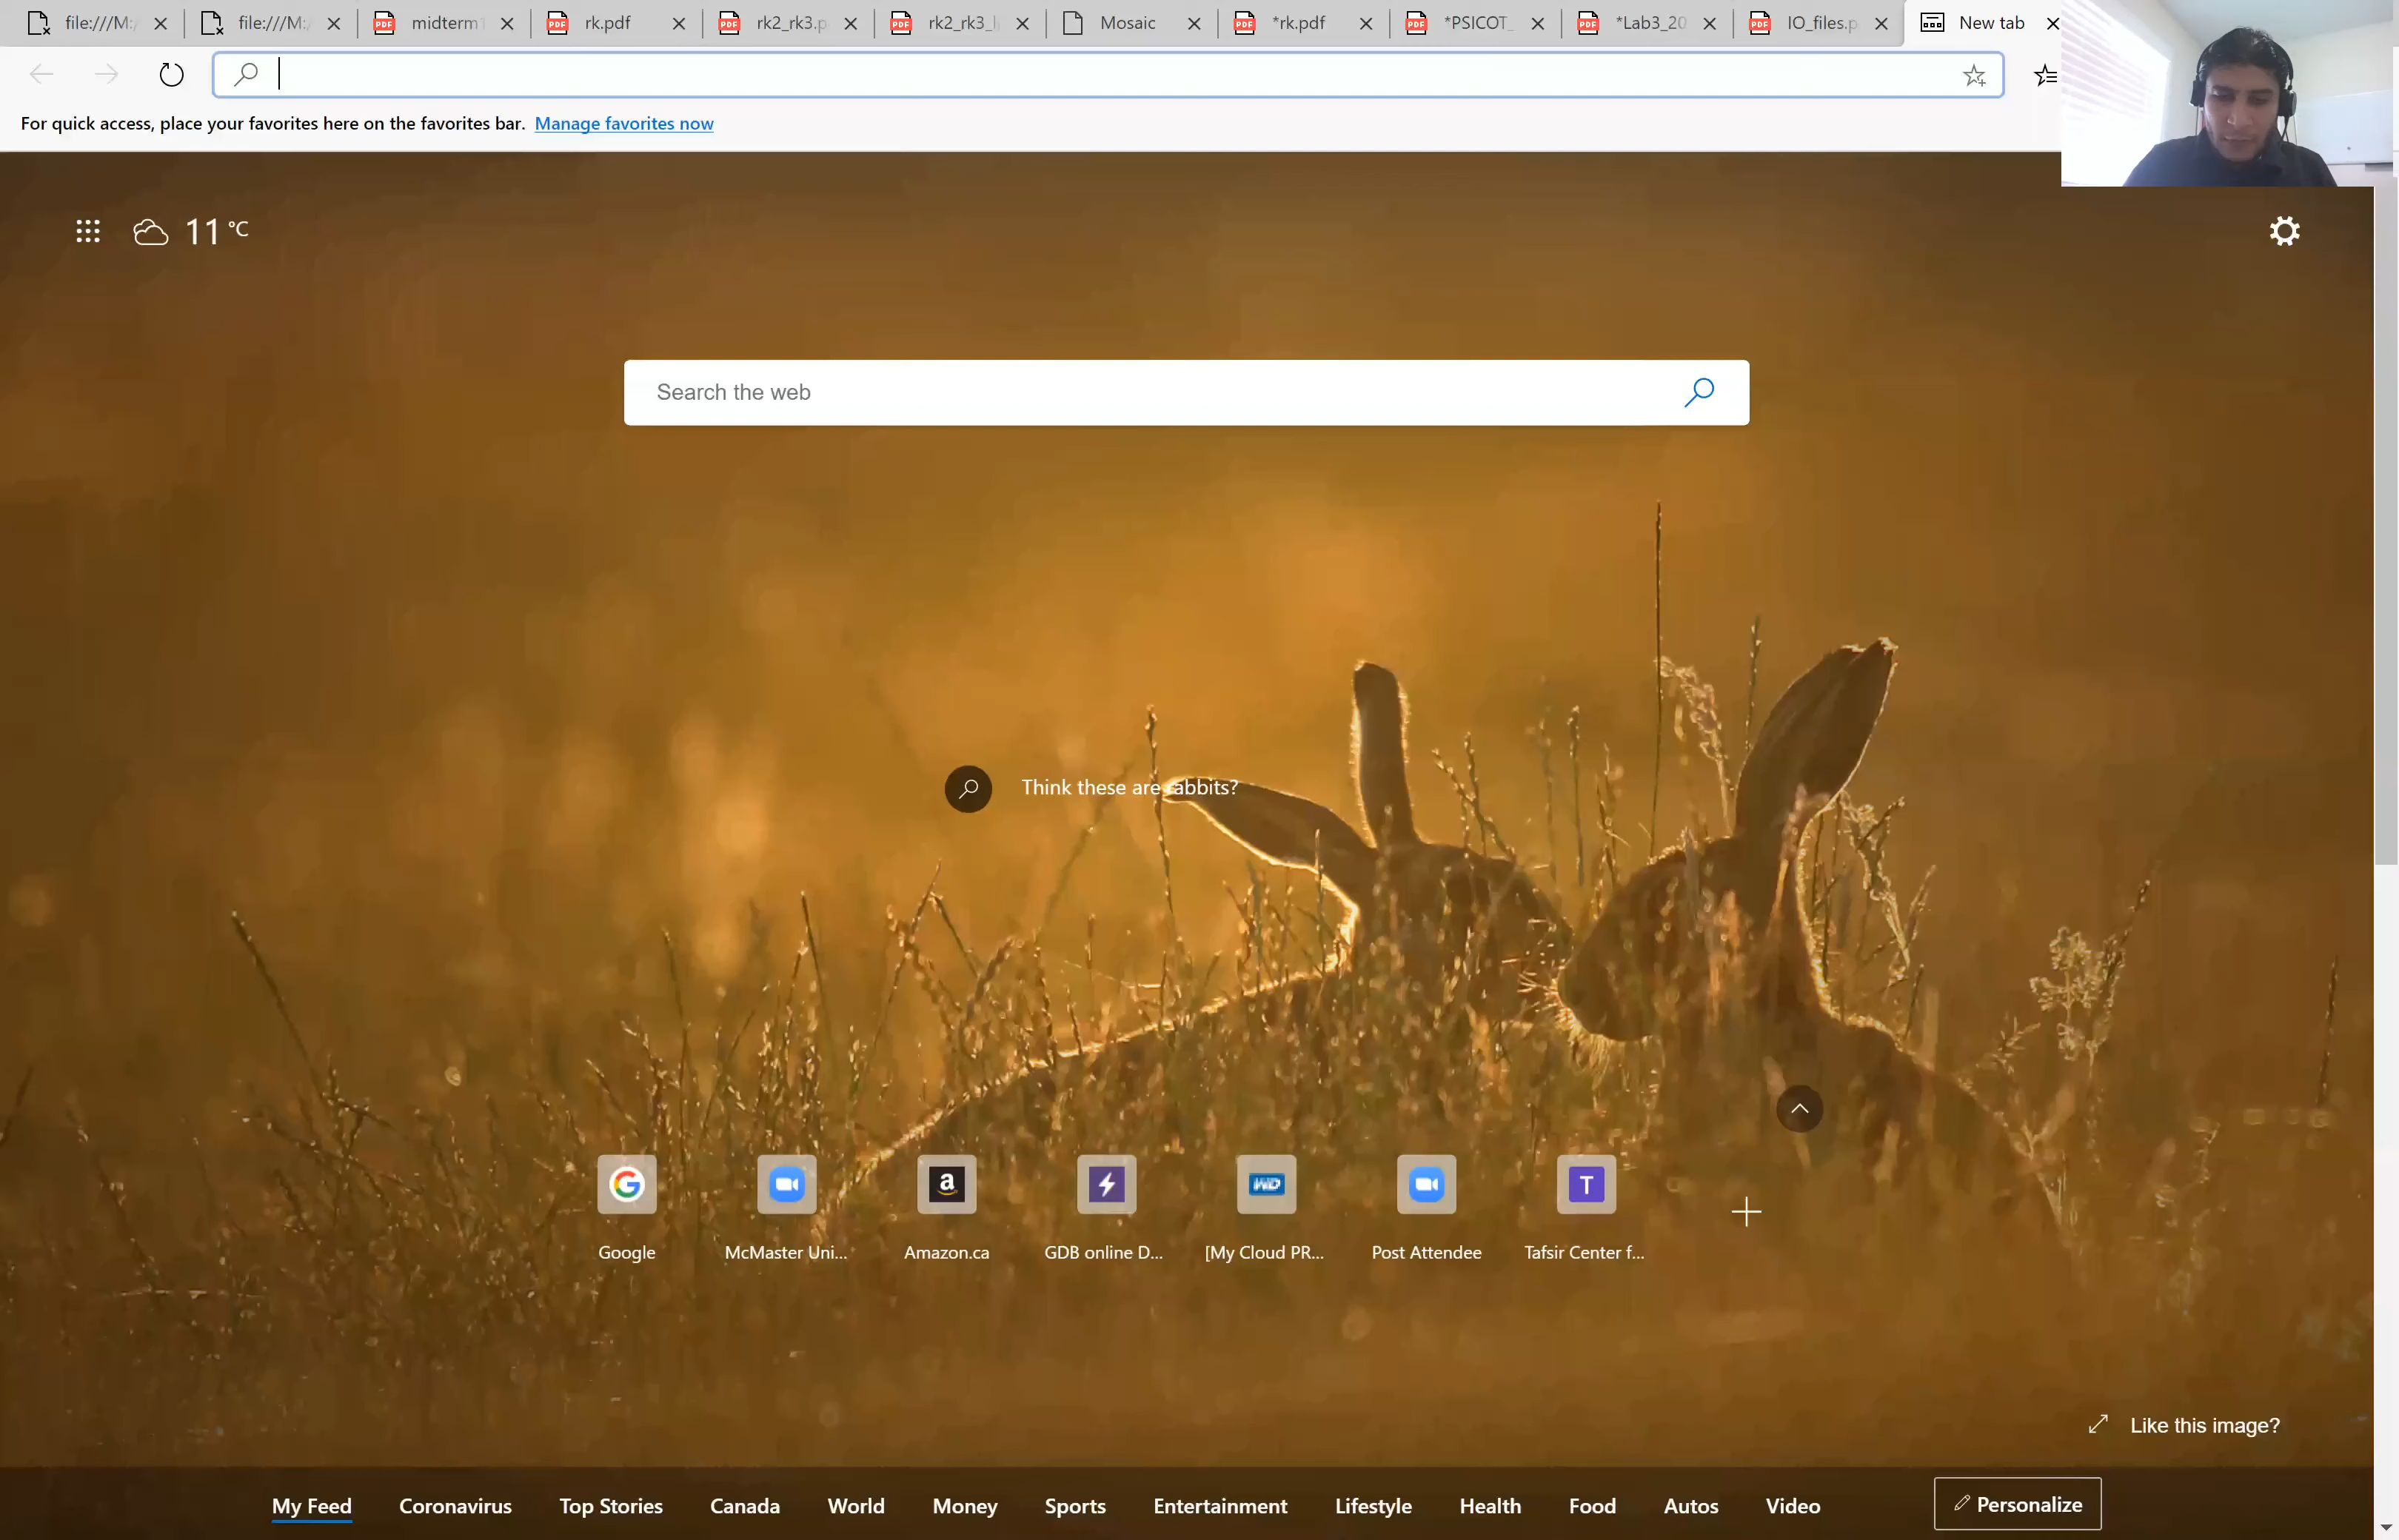 file:///M:/ file:///M:/ midterm1 rk.pdf rk2_rk3.p rk2_rk3_l Mosaic *rk.pdf *PSICOT_ *Lab3_20 IO_files.p New tab
For quick access, place your favorites here on the favorites bar. Manage favorites now
11 °C
Search the web
Think these are rabbits?
Google McMaster Uni... Amazon.ca GDB online D... [My Cloud PR... Post Attendee Tafsir Center f...
Like this image?
My Feed Coronavirus Top Stories Canada World Money Sports Entertainment Lifestyle Health Food Autos Video Personalize